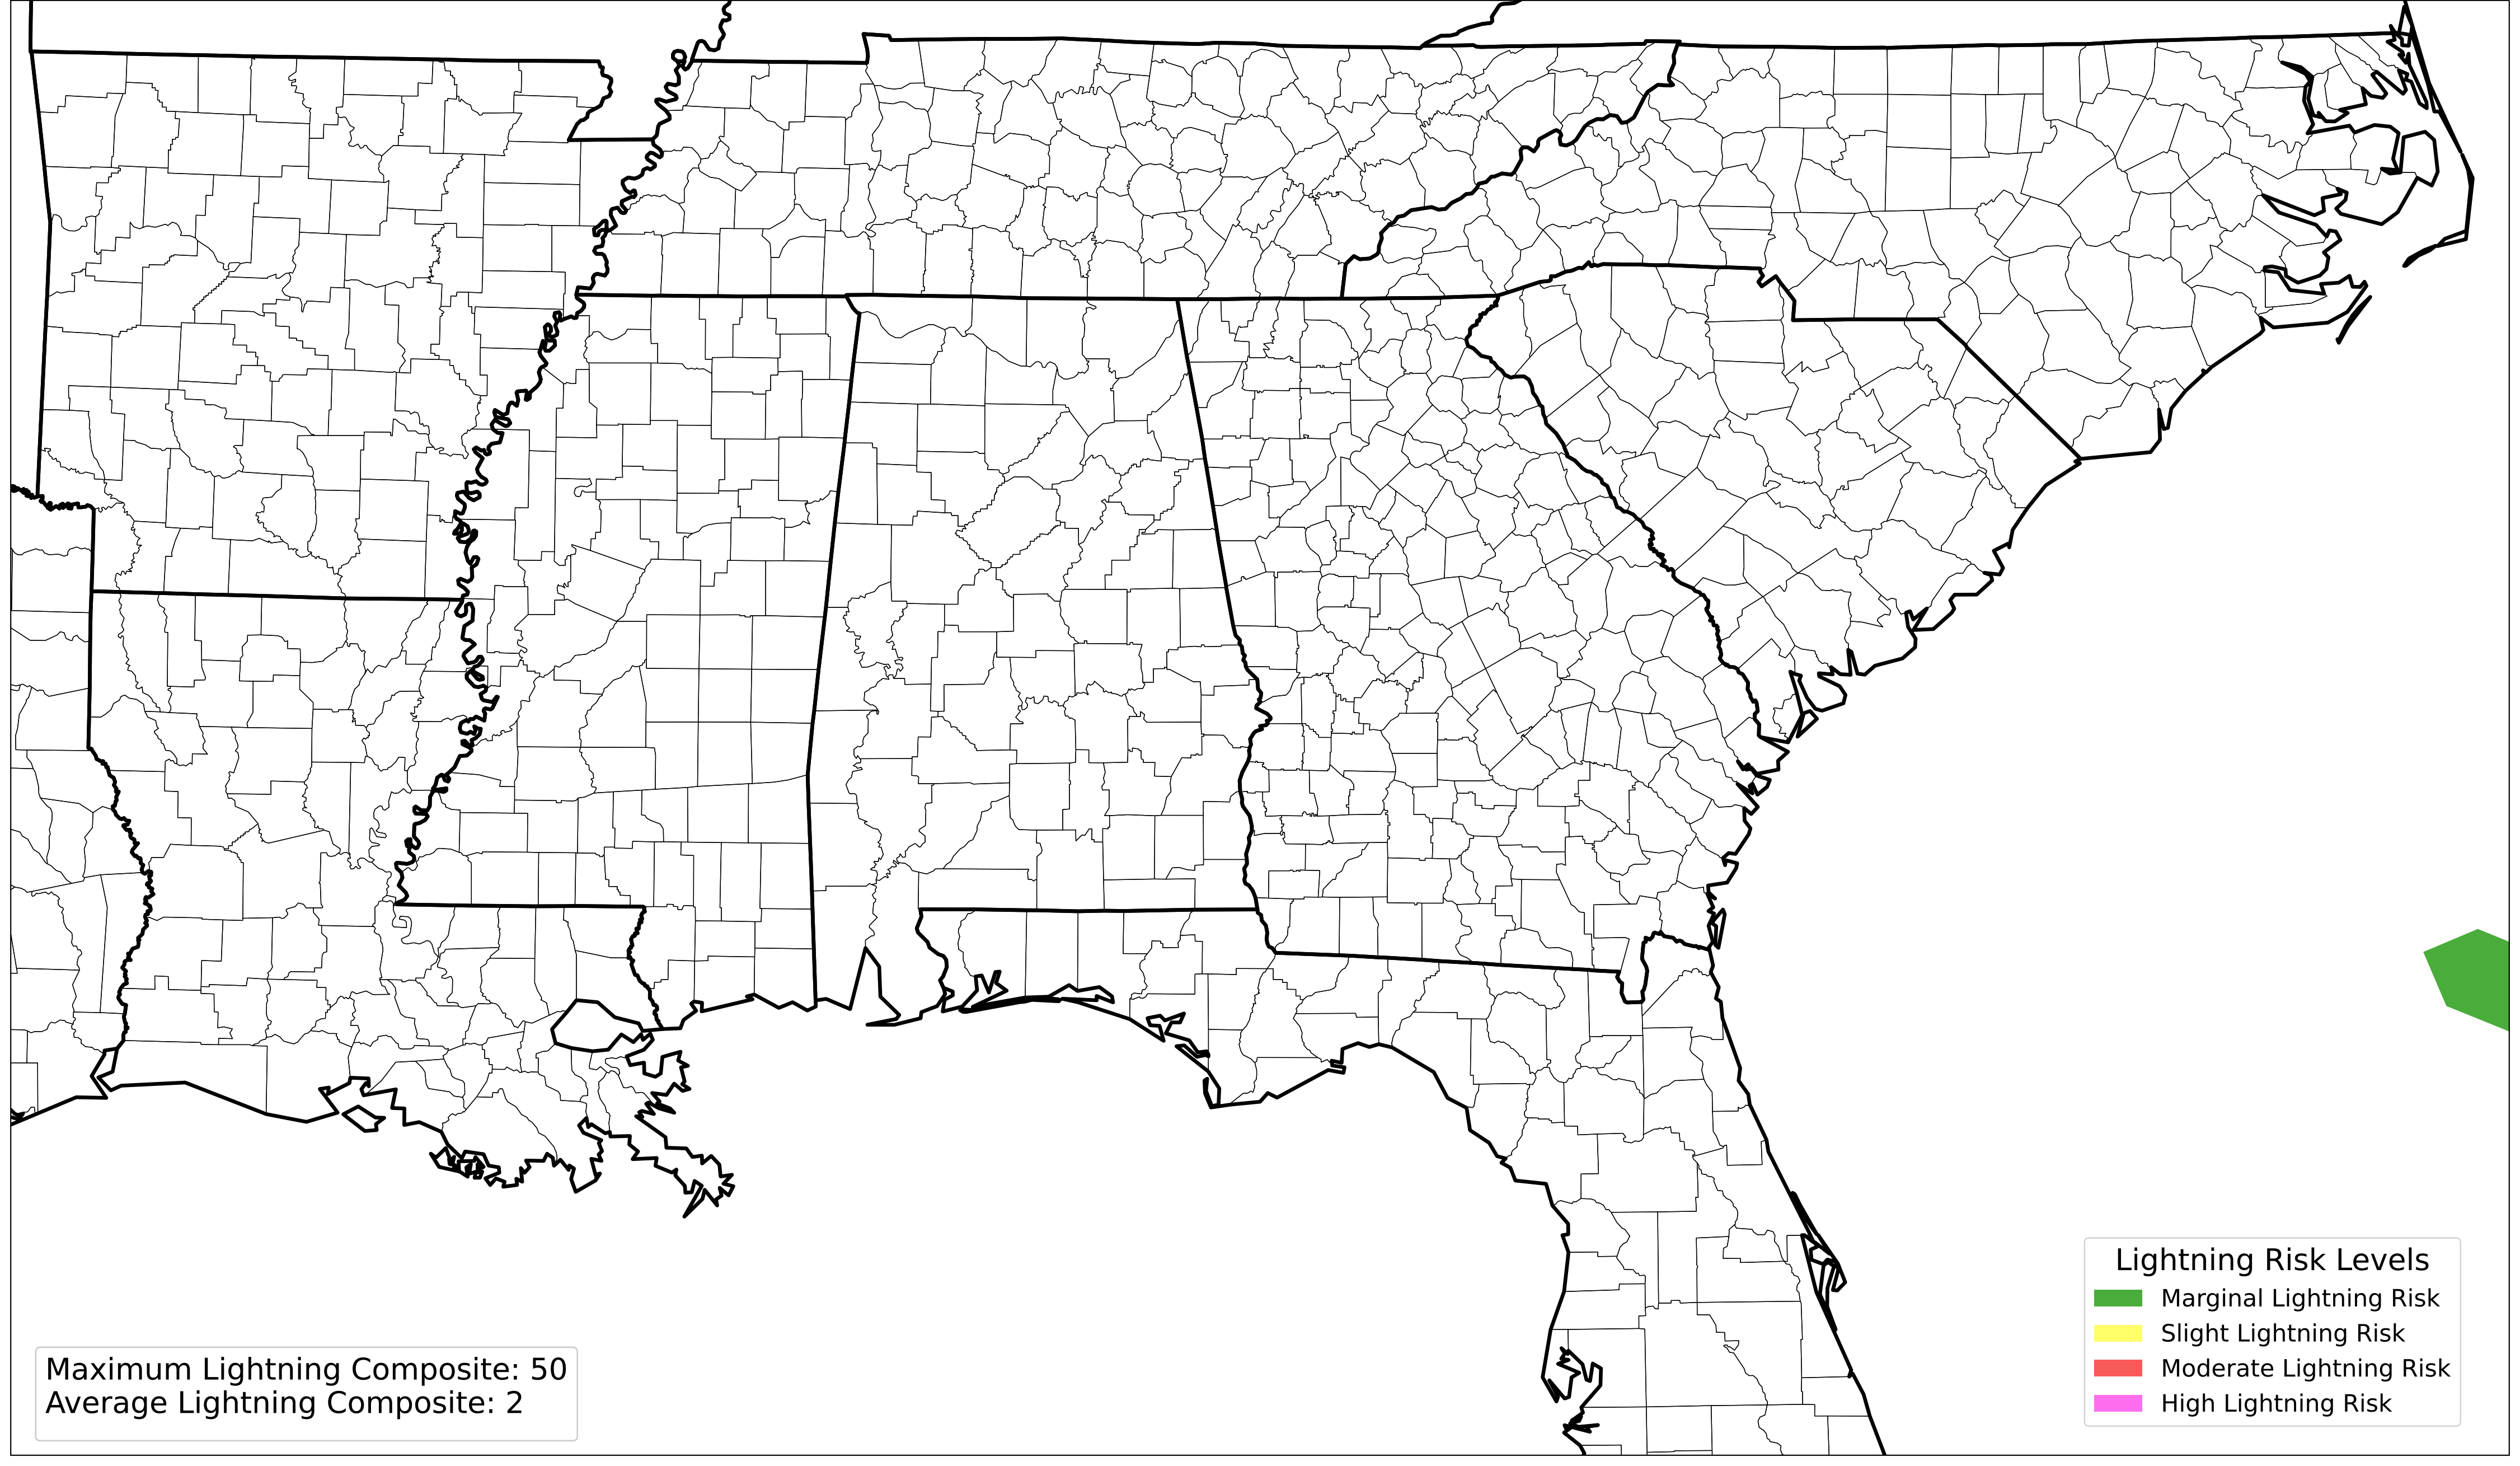 Lightning Risk Levels
Marginal Lightning Risk
Slight Lightning Risk
Moderate Lightning Risk
High Lightning Risk
Maximum Lightning Composite: 50
Average Lightning Composite: 2